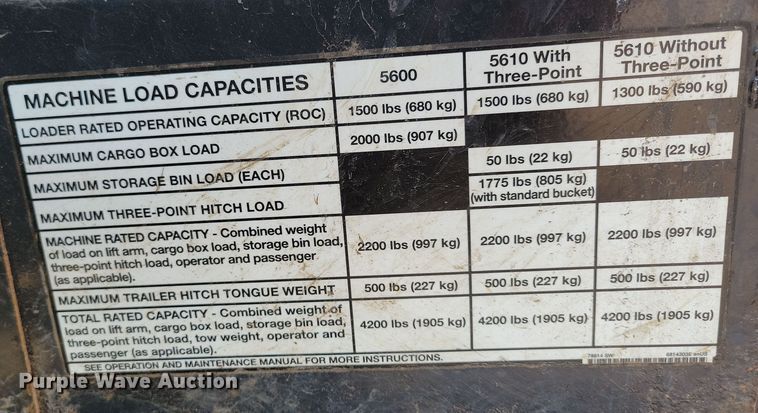 MACHINE LOAD CAPACITIES 5600 5610 With Three-Point 5610 Without Three-Point
LOADER RATED OPERATING CAPACITY (ROC) 1500 lbs (680 kg) 1500 lbs (680 kg) 1300 lbs (590 kg)
MAXIMUM CARGO BOX LOAD 2000 lbs (907 kg)
MAXIMUM STORAGE BIN LOAD (EACH) 50 lbs (22 kg) 50 lbs (22 kg)
MAXIMUM THREE-POINT HITCH LOAD 1775 lbs (805 kg) (with standard bucket)
MACHINE RATED CAPACITY - Combined weight
of load on lift arm, cargo box load, storage bin load,
three-point hitch load, operator and passenger
(as applicable). 2200 lbs (997 kg) 2200 lbs (997 kg) 2200 lbs (997 kg)
MAXIMUM TRAILER HITCH TONGUE WEIGHT 500 lbs (227 kg) 500 lbs (227 kg) 500 lbs (227 kg)
TOTAL RATED CAPACITY - Combined weight of
load on lift arm, cargo box load, storage bin load,
three-point hitch load, tow weight, operator and
passenger (as applicable). 4200 lbs (1905 kg) 4200 lbs (1905 kg) 4200 lbs (1905 kg)
SEE OPERATION AND MAINTENANCE MANUAL FOR MORE INSTRUCTIONS.
Purple Wave Auction